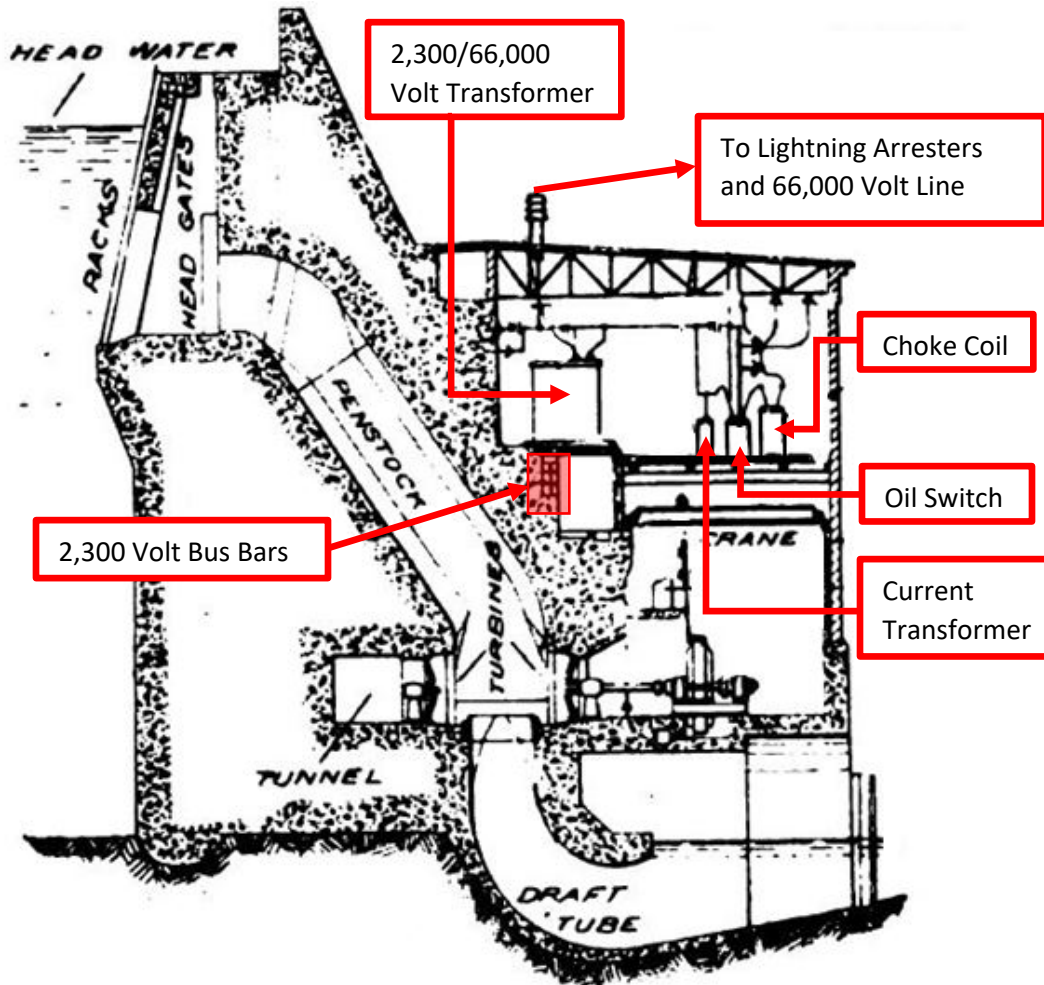 HEAD WATER
2,300/66,000
Volt Transformer
To Lightning Arresters
and 66,000 Volt Line
RACKS
HEAD GATES
Choke Coil
PENSTOCK
Oil Switch
2,300 Volt Bus Bars
CRANE
Current
Transformer
TURBINES
TUNNEL
DRAFT
TUBE